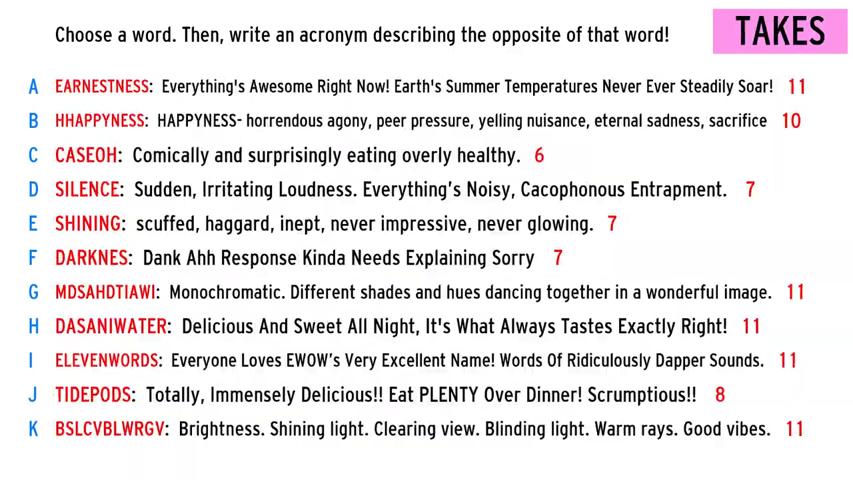 Choose a word. Then, write an acronym describing the opposite of that word!
TAKES
A EARNESTNESS: Everything's Awesome Right Now! Earth's Summer Temperatures Never Ever Steadily Soar! 11
B HHAPPYNESS: HAPPYNESS- horrendous agony, peer pressure, yelling nuisance, eternal sadness, sacrifice 10
C CASEOH: Comically and surprisingly eating overly healthy. 6
D SILENCE: Sudden, Irritating Loudness. Everything's Noisy, Cacophonous Entrapment. 7
E SHINING: scuffed, haggard, inept, never impressive, never glowing. 7
F DARKNES: Dank Ahh Response Kinda Needs Explaining Sorry 7
G MDSAHDTIAWI: Monochromatic. Different shades and hues dancing together in a wonderful image. 11
H DASANIWATER: Delicious And Sweet All Night, It's What Always Tastes Exactly Right! 11
I ELEVENWORDS: Everyone Loves EWOW's Very Excellent Name! Words Of Ridiculously Dapper Sounds. 11
J TIDEPODS: Totally, Immensely Delicious!! Eat PLENTY Over Dinner! Scrumptious!! 8
K BSLCVBLWRGV: Brightness. Shining light. Clearing view. Blinding light. Warm rays. Good vibes. 11